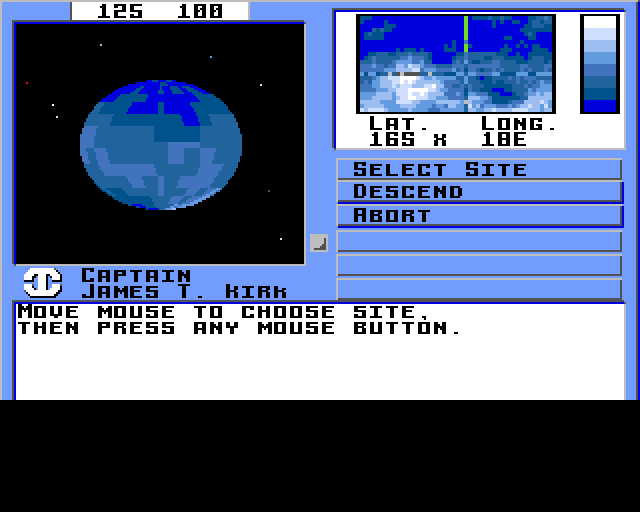 125 100
LAT. LONG.
16S x 18E
SELECT SITE
DESCEND
ABORT
CAPTAIN
JAMES T. KIRK
MOVE MOUSE TO CHOOSE SITE,
THEN PRESS ANY MOUSE BUTTON.